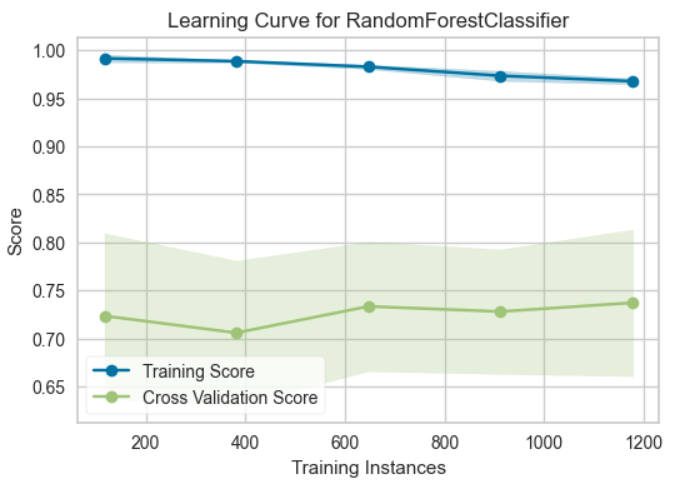 Learning Curve for RandomForestClassifier
1.00
0.95
0.90
0.85
0.80
0.75
0.70
0.65
Score
Training Score
Cross Validation Score
200 400 600 800 1000 1200
Training Instances